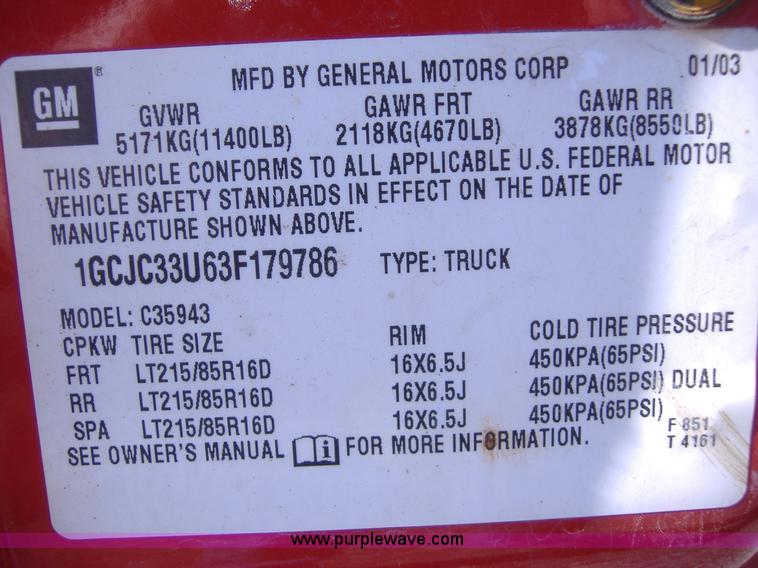 GM® MFD BY GENERAL MOTORS CORP 01/03
GVWR GAWR FRT GAWR RR
5171KG(11400LB) 2118KG(4670LB) 3878KG(8550LB)
THIS VEHICLE CONFORMS TO ALL APPLICABLE U.S. FEDERAL MOTOR
VEHICLE SAFETY STANDARDS IN EFFECT ON THE DATE OF
MANUFACTURE SHOWN ABOVE.
1GCJC33U63F179786 TYPE: TRUCK
MODEL: C35943
CPKW TIRE SIZE RIM COLD TIRE PRESSURE
FRT LT215/85R16D 16X6.5J 450KPA(65PSI)
RR LT215/85R16D 16X6.5J 450KPA(65PSI) DUAL
SPA LT215/85R16D 16X6.5J 450KPA(65PSI)
SEE OWNER'S MANUAL i FOR MORE INFORMATION.
F 851
T 4161
www.purplewave.com